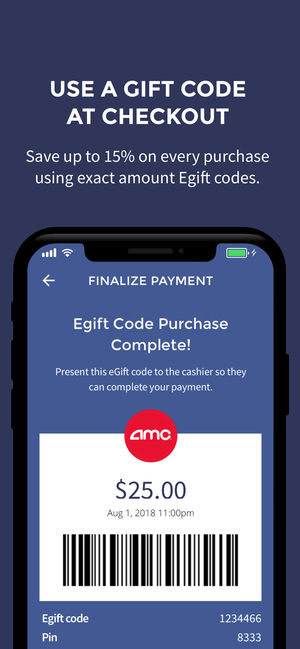 USE A GIFT CODE
AT CHECKOUT
Save up to 15% on every purchase
using exact amount Egift codes.
FINALIZE PAYMENT
Egift Code Purchase
Complete!
Present this eGift code to the cashier so they
can complete your payment.
amc
$25.00
Aug 1, 2018 11:00pm
Egift code 1234466
Pin 8333